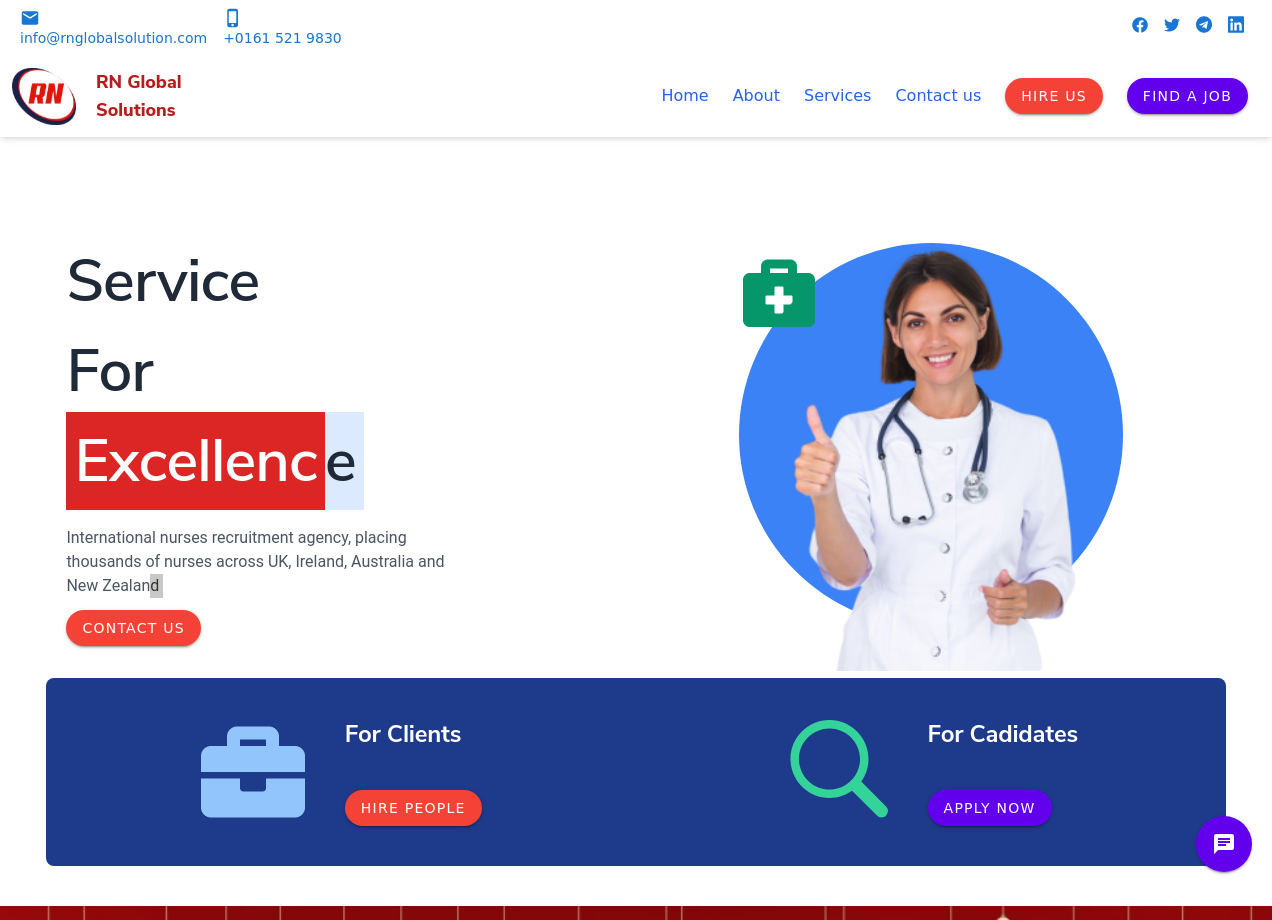 info@rnglobalsolution.com
+0161 521 9830
RN
RN Global
Solutions
Home
About
Services
Contact us
HIRE US
FIND A JOB
Service
For
Excellence
International nurses recruitment agency, placing
thousands of nurses across UK, Ireland, Australia and
New Zealand
CONTACT US
For Clients
HIRE PEOPLE
For Cadidates
APPLY NOW